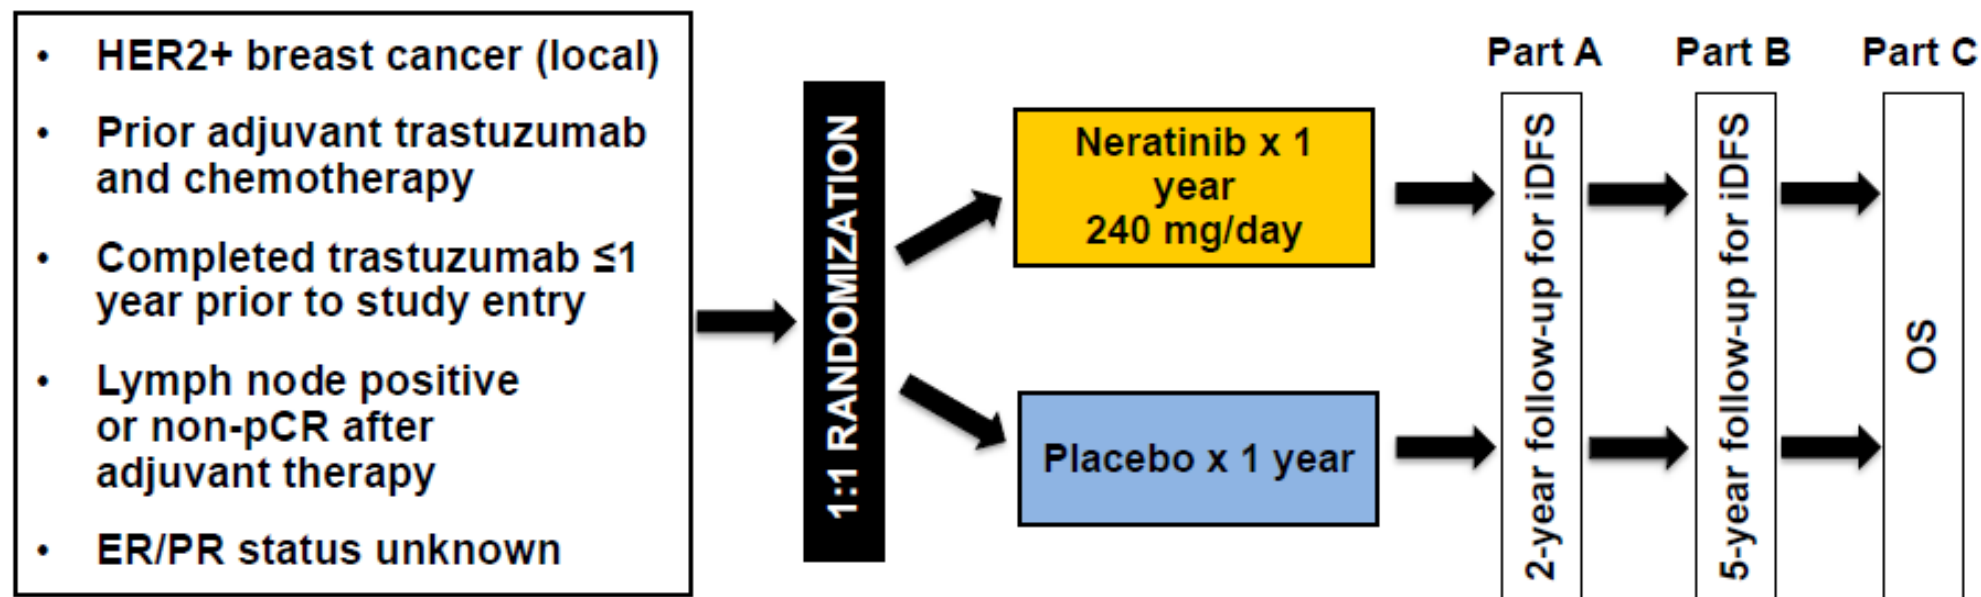 • HER2+ breast cancer (local)
• Prior adjuvant trastuzumab
and chemotherapy
• Completed trastuzumab ≤1
year prior to study entry
• Lymph node positive
or non-pCR after
adjuvant therapy
• ER/PR status unknown
1:1 RANDOMIZATION
Neratinib x 1
year
240 mg/day
Placebo x 1 year
Part A
2-year follow-up for iDFS
Part B
5-year follow-up for iDFS
Part C
OS